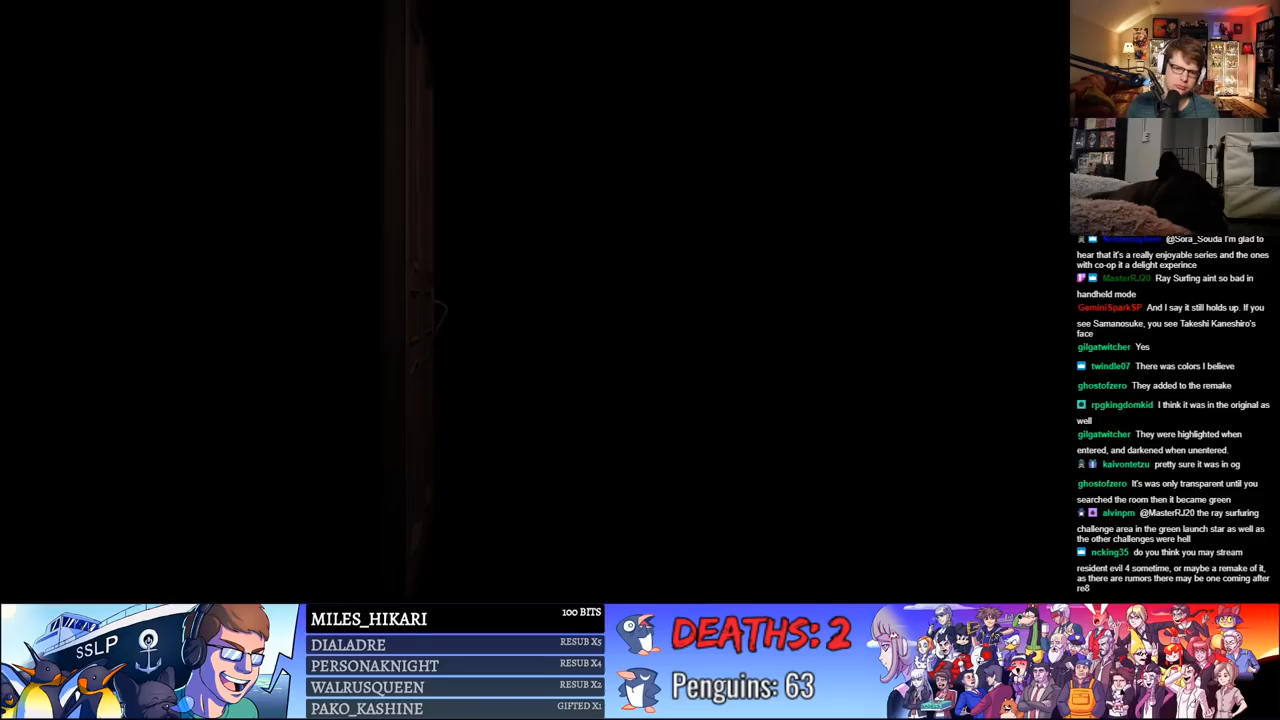 @Sora_Souda I'm glad to
hear that it's a really enjoyable series and the ones
with co-op it a delight experince
MasterRJ20 Ray Surfing aint so bad in
handheld mode
GeminiSparkSP And I say it still holds up. If you
see Samanosuke, you see Takeshi Kaneshiro's
face
gilgatwitcher Yes
twindle07 There was colors I believe
ghostofzero They added to the remake
rpgkingdomkid I think it was in the original as
well
gilgatwitcher They were highlighted when
entered, and darkened when unentered.
kaivontetzu pretty sure it was in og
ghostofzero It's was only transparent until you
searched the room then it became green
alvinpm @MasterRJ20 the ray surfuring
challenge area in the green launch star as well as
the other challenges were hell
ncking35 do you think you may stream
resident evil 4 sometime, or maybe a remake of it,
as there are rumors there may be one coming after
re8
SSLP
MILES_HIKARI 100 BITS
DIALADRE RESUB X5
PERSONAKNIGHT RESUB X4
WALRUSQUEEN RESUB X2
PAKO_KASHINE GIFTED X1
DEATHS: 2
Penguins: 63